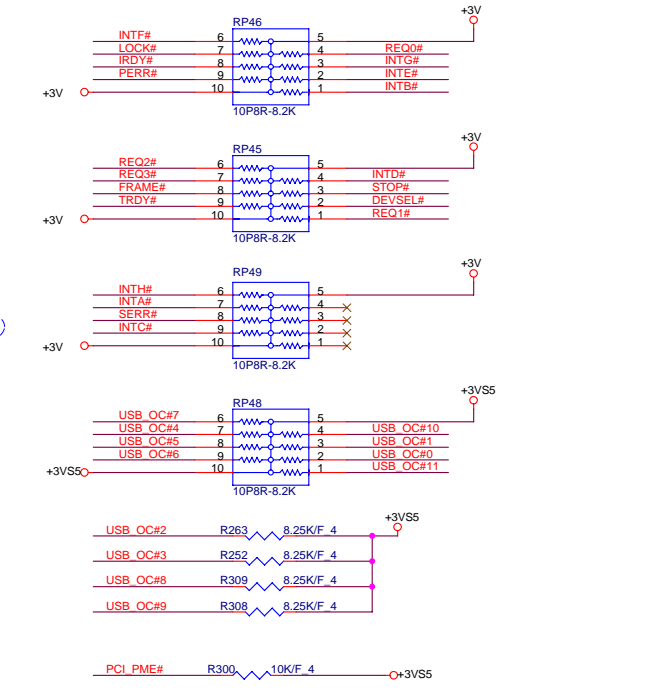 +3V
RP46
INTF# 6 5
LOCK# 7 4 REQ0#
IRDY# 8 3 INTG#
PERR# 9 2 INTE#
+3V 10 1 INTB#
10P8R-8.2K
+3V
RP45
REQ2# 6 5
REQ3# 7 4 INTD#
FRAME# 8 3 STOP#
TRDY# 9 2 DEVSEL#
+3V 10 1 REQ1#
10P8R-8.2K
+3V
RP49
INTH# 6 5
INTA# 7 4
SERR# 8 3
INTC# 9 2
+3V 10 1
10P8R-8.2K
+3VS5
RP48
USB_OC#7 6 5
USB_OC#4 7 4 USB_OC#10
USB_OC#5 8 3 USB_OC#1
USB_OC#6 9 2 USB_OC#0
+3VS5 10 1 USB_OC#11
10P8R-8.2K
+3VS5
USB_OC#2 R263 8.25K/F_4
USB_OC#3 R252 8.25K/F_4
USB_OC#8 R309 8.25K/F_4
USB_OC#9 R308 8.25K/F_4
PCI_PME# R300 10K/F_4 +3VS5